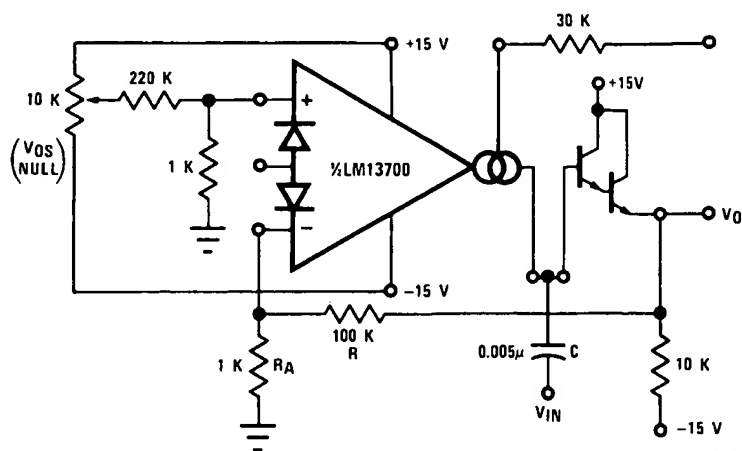 30 K
+15 V
+15V
220 K
10 K
(VOS
NULL)
+
1 K
½LM13700
−
VO
−15 V
100 K
R
0.005μ
C
10 K
1 K
RA
VIN
−15 V